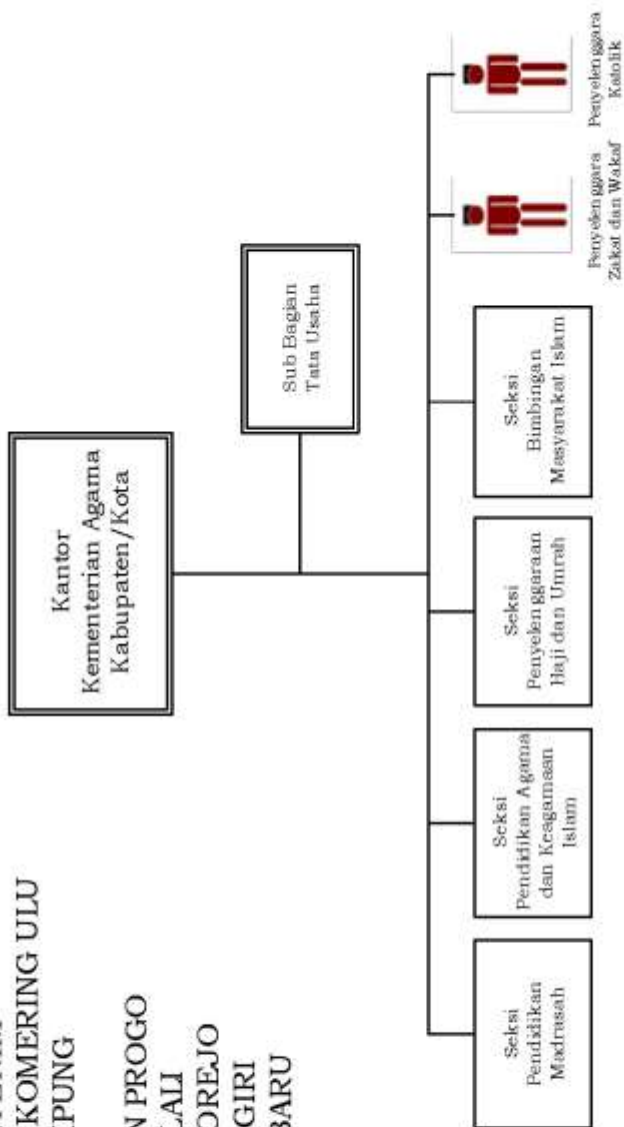 KOMERING ULU
PUNG
N PROGO
ALI
OREJO
GIRI
BARU
Kantor
Kementerian Agama
Kabupaten/Kota
Sub Bagian
Tata Usaha
Seksi
Pendidikan
Madrasah
Seksi
Pendidikan Agama
dan Keagamaan
Islam
Seksi
Penyelenggaraan
Haji dan Umrah
Seksi
Bimbingan
Masyarakat Islam
Penyelenggara
Zakat dan Wakaf
Penyelenggara
Katolik